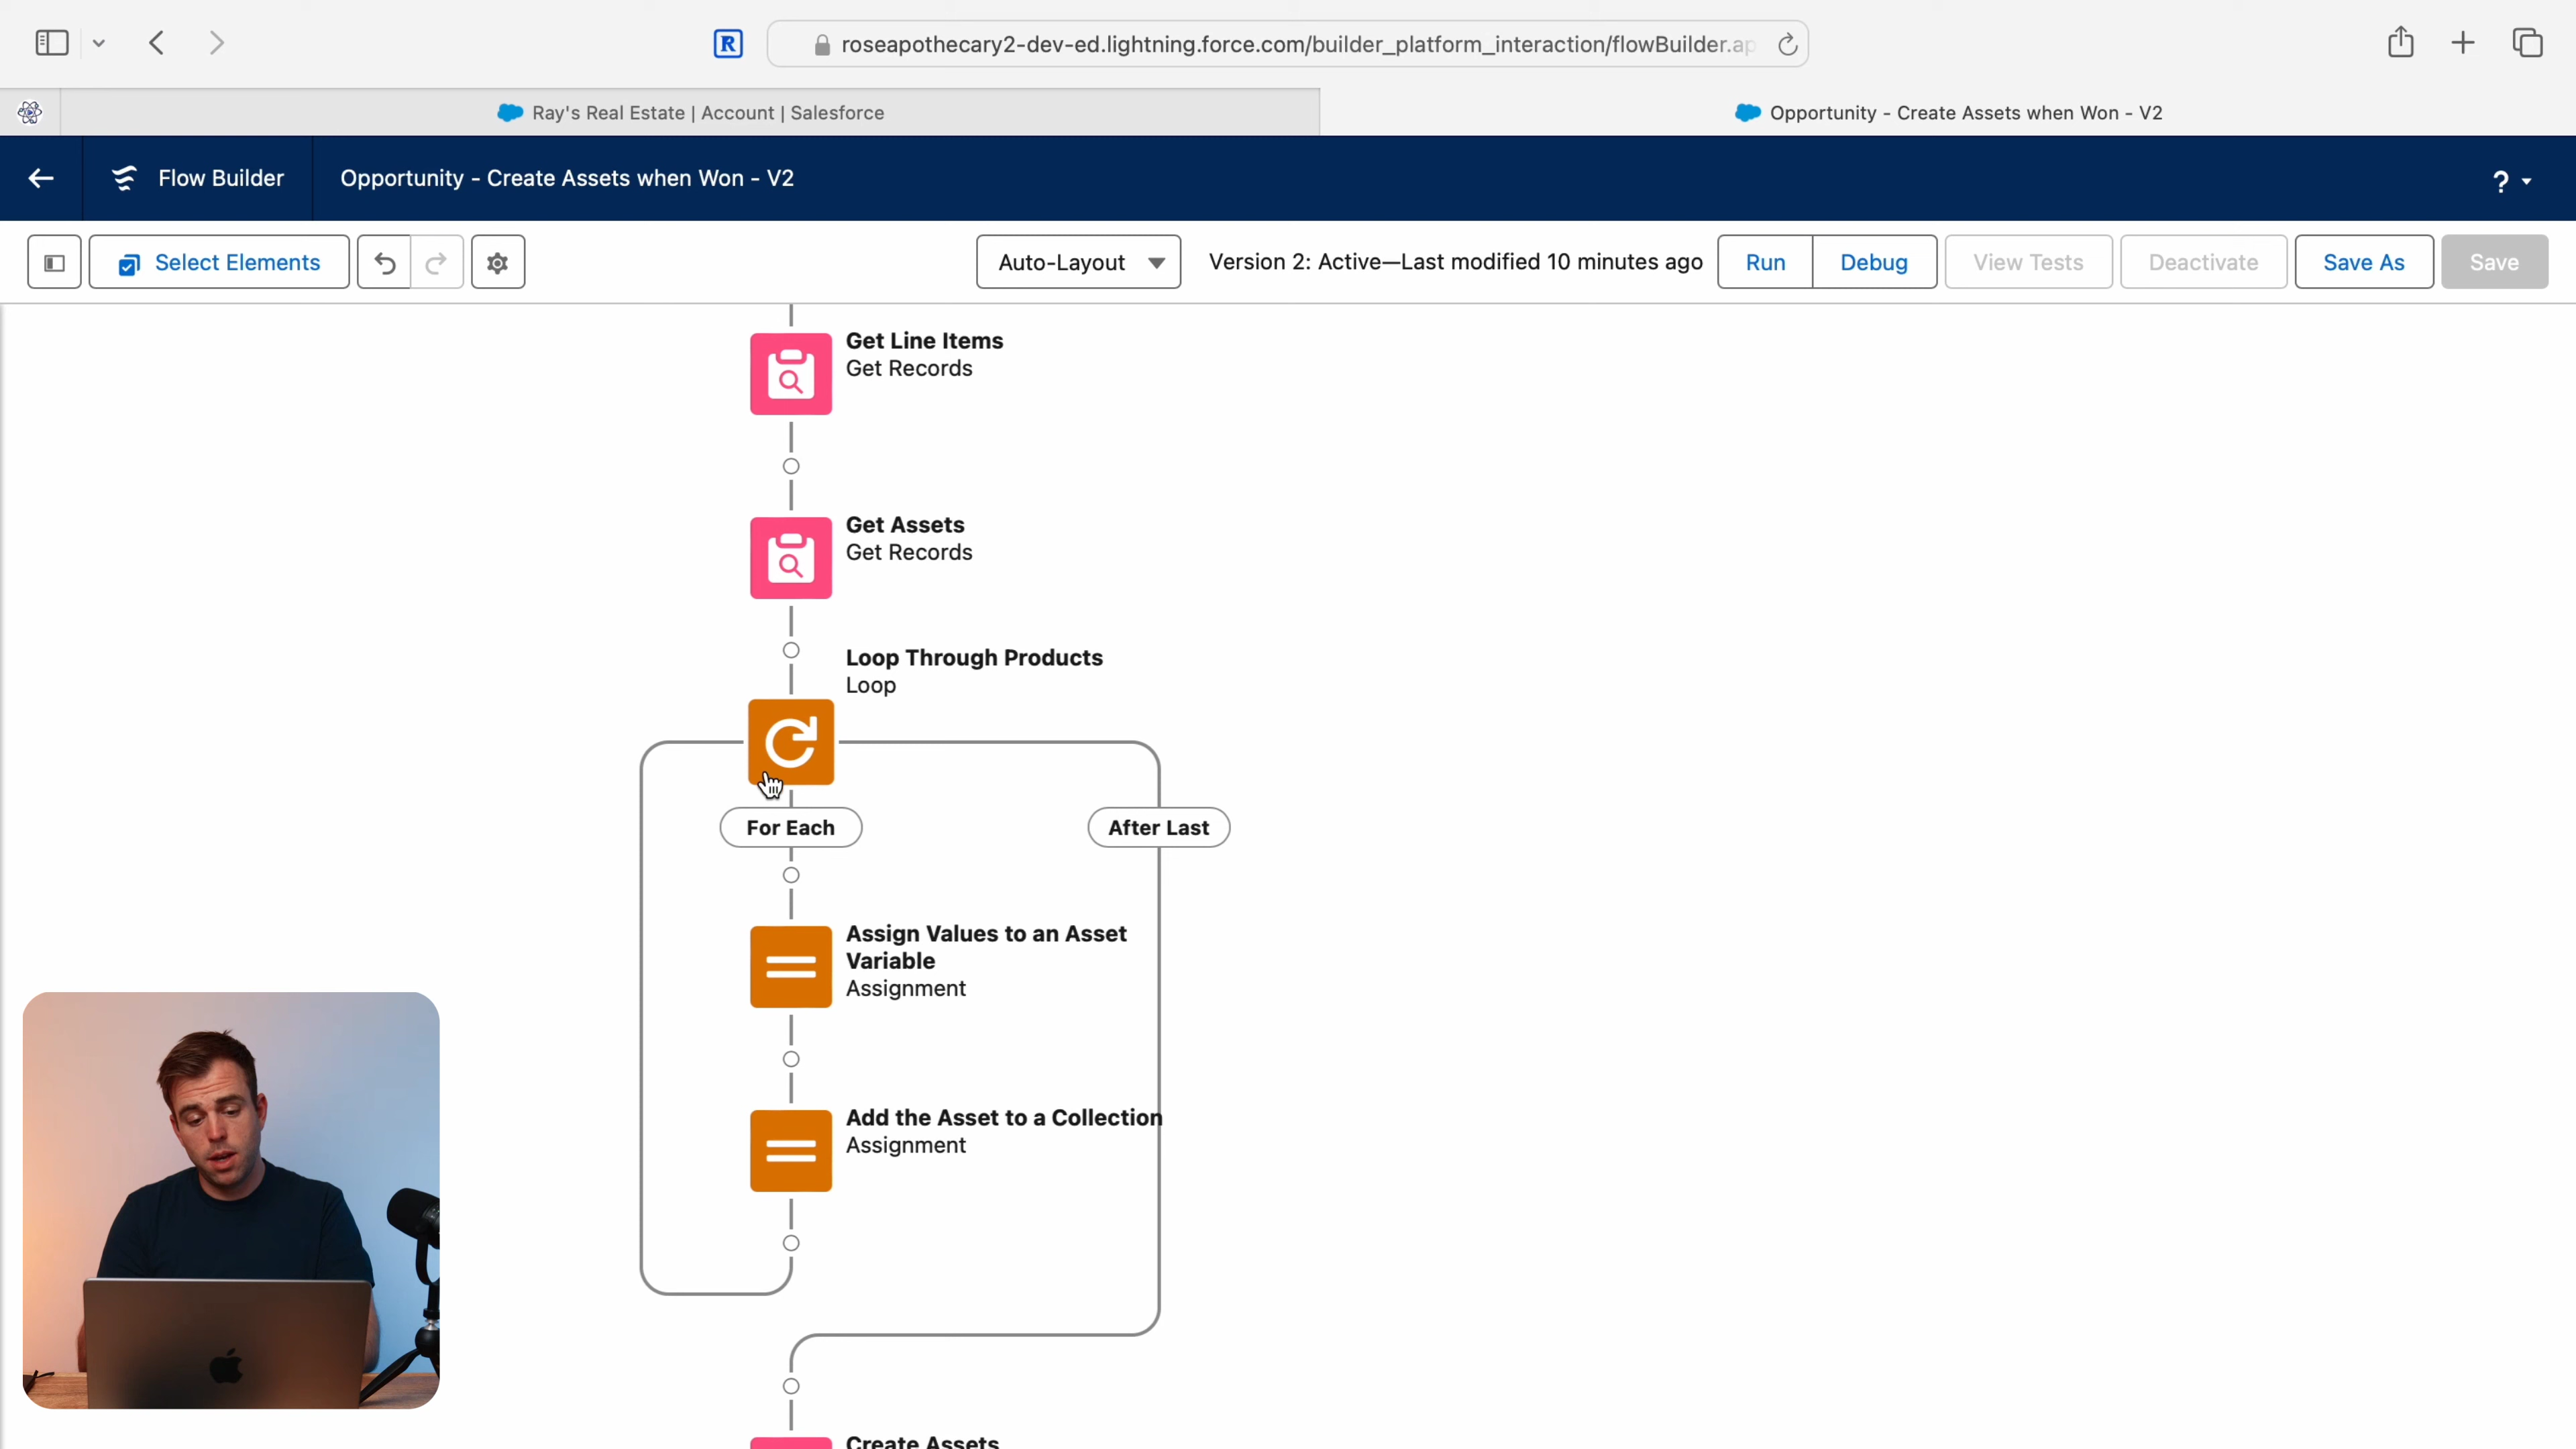 roseapothecary2-dev-ed.lightning.force.com/builder_platform_interaction/flowBuilder.ap
Ray's Real Estate | Account | Salesforce
Opportunity - Create Assets when Won - V2
Flow Builder
Opportunity - Create Assets when Won - V2
?
Select Elements
Auto-Layout
Version 2: Active—Last modified 10 minutes ago
Run
Debug
View Tests
Deactivate
Save As
Save
Get Line Items
Get Records
Get Assets
Get Records
Loop Through Products
Loop
For Each
After Last
Assign Values to an Asset
Variable
Assignment
Add the Asset to a Collection
Assignment
Create Assets